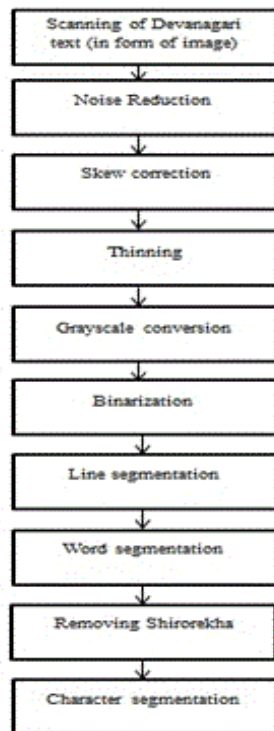 Scanning of Devanagari
text (in form of image)
Noise Reduction
Skew correction
Thinning
Grayscale conversion
Binarization
Line segmentation
Word segmentation
Removing Shirorekha
Character segmentation